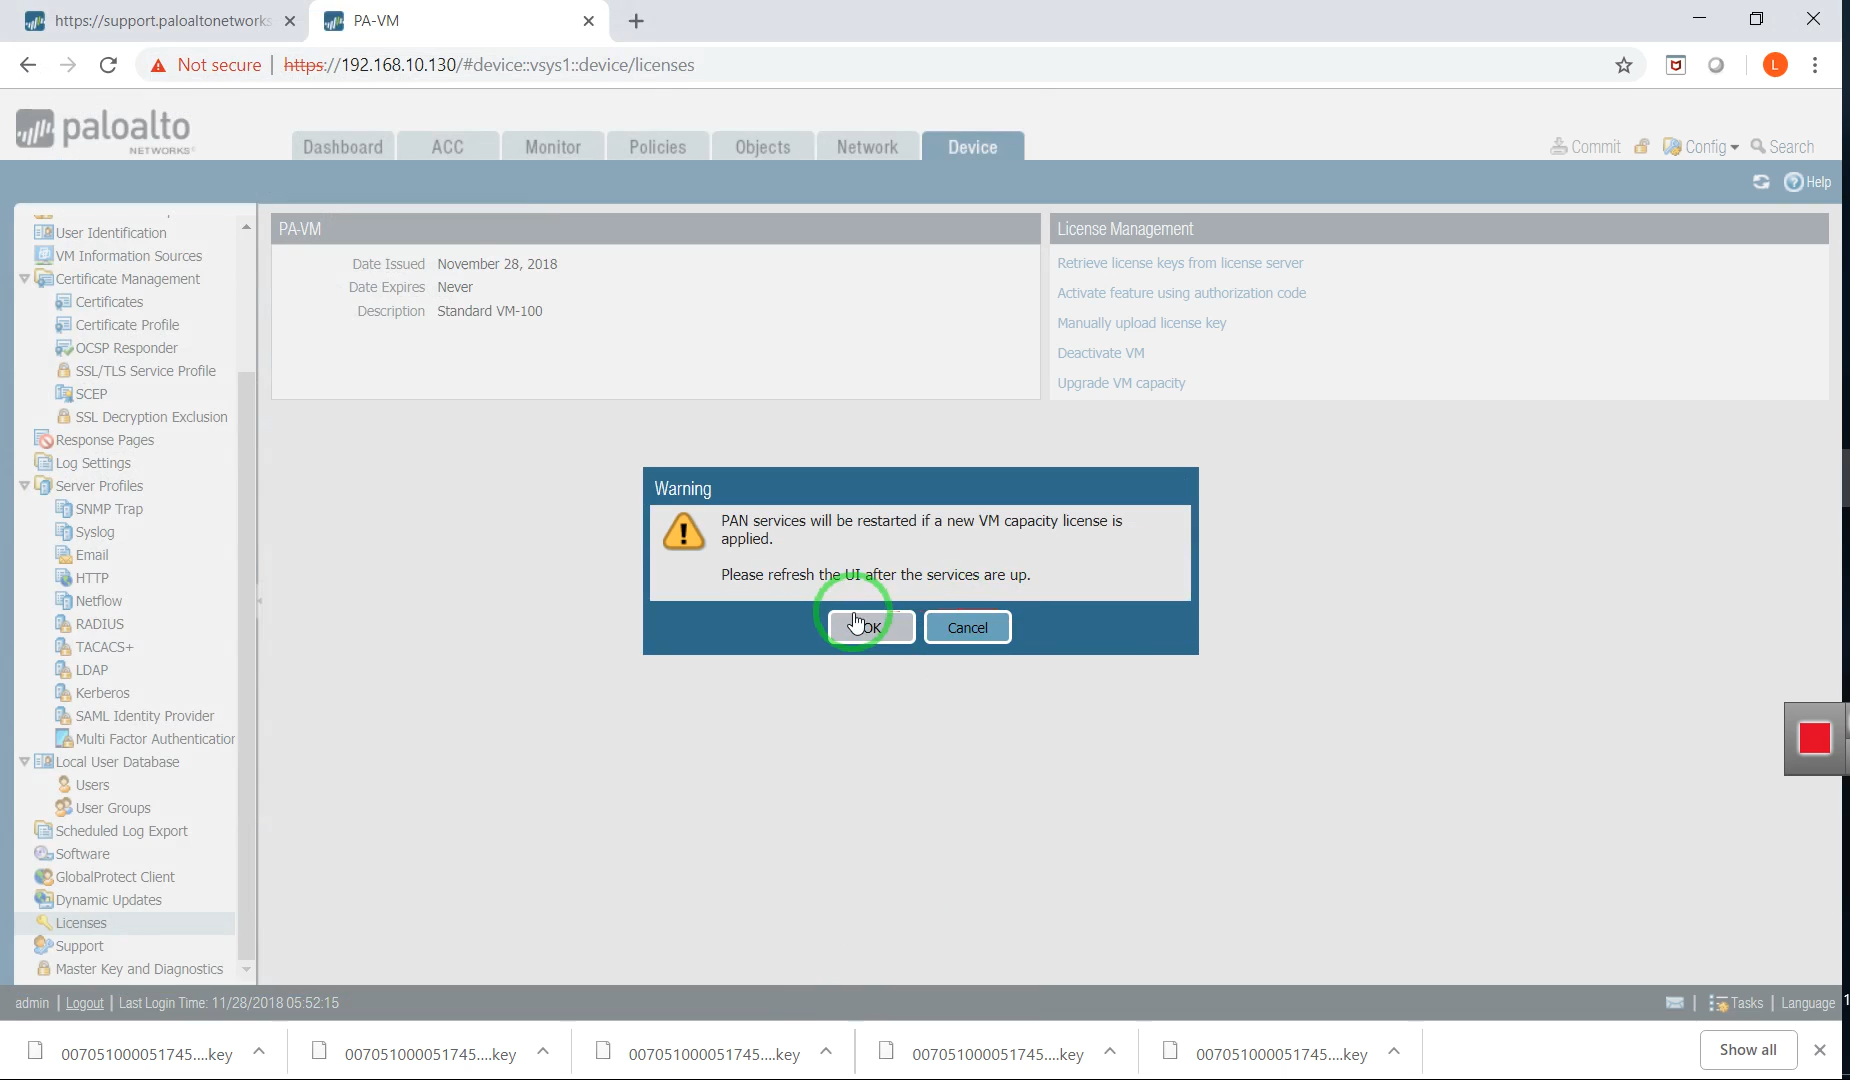 https://support.paloaltonetworks
PA-VM
Not secure | https://192.168.10.130/#device::vsys1::device/licenses
L
paloalto
NETWORKS
Dashboard
ACC
Monitor
Policies
Objects
Network
Device
Commit
Config
Search
Help
User Identification
VM Information Sources
Certificate Management
Certificates
Certificate Profile
OCSP Responder
SSL/TLS Service Profile
SCEP
SSL Decryption Exclusion
Response Pages
Log Settings
Server Profiles
SNMP Trap
Syslog
Email
HTTP
Netflow
RADIUS
TACACS+
LDAP
Kerberos
SAML Identity Provider
Multi Factor Authentication
Local User Database
Users
User Groups
Scheduled Log Export
Software
GlobalProtect Client
Dynamic Updates
Licenses
Support
Master Key and Diagnostics
PA-VM
Date Issued November 28, 2018
Date Expires Never
Description Standard VM-100
License Management
Retrieve license keys from license server
Activate feature using authorization code
Manually upload license key
Deactivate VM
Upgrade VM capacity
Warning
PAN services will be restarted if a new VM capacity license is
applied.
Please refresh the UI after the services are up.
OK
Cancel
admin | Logout | Last Login Time: 11/28/2018 05:52:15
Tasks | Language
007051000051745....key
007051000051745....key
007051000051745....key
007051000051745....key
007051000051745....key
Show all